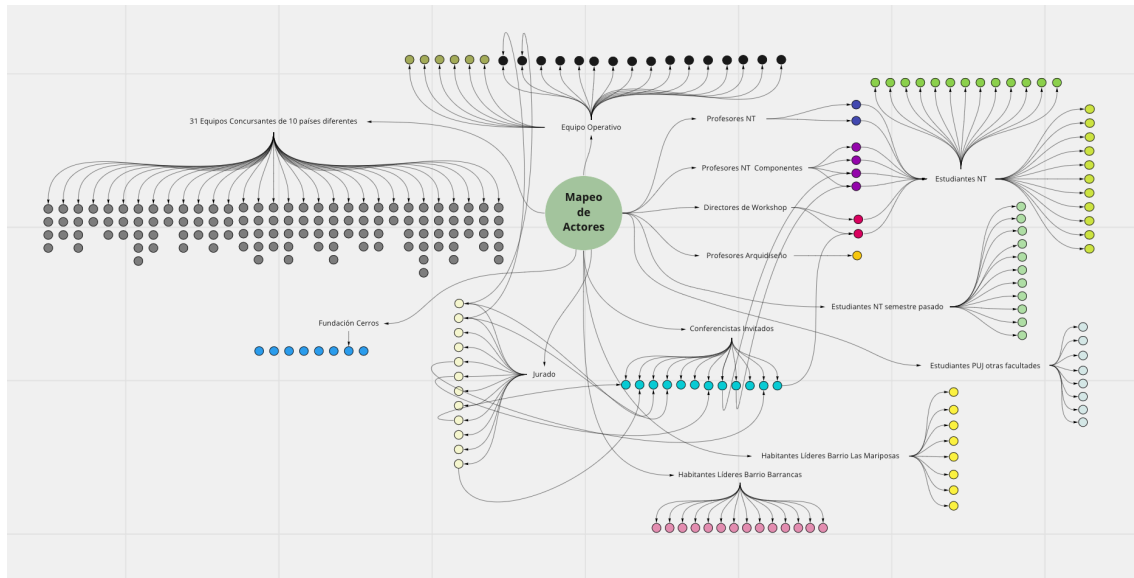 Profesores NT
31 Equipos Concursantes de 10 países diferentes
Equipo Operativo
Profesores NT Componentes
Estudiantes NT
Mapeo
de
Actores
Directores de Workshop
Profesores Arquidiseño
Estudiantes NT semestre pasado
Fundación Cerros
Conferencistas Invitados
Estudiantes PUJ otras facultades
Jurado
Habitantes Líderes Barrio Las Mariposas
Habitantes Líderes Barrio Barrancas